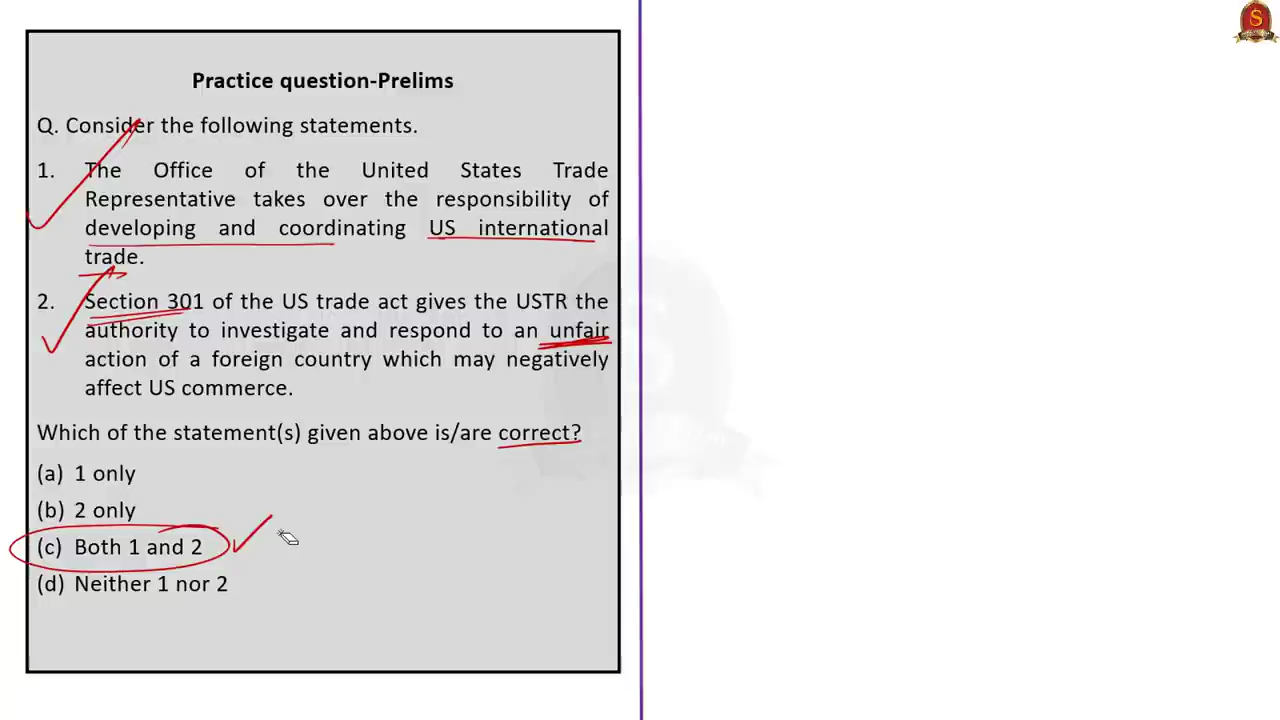 S
Practice question-Prelims
Q. Consider the following statements.
1. The Office of the United States Trade
Representative takes over the responsibility of
developing and coordinating US international
trade.
2. Section 301 of the US trade act gives the USTR the
authority to investigate and respond to an unfair
action of a foreign country which may negatively
affect US commerce.
Which of the statement(s) given above is/are correct?
(a) 1 only
(b) 2 only
(c) Both 1 and 2
(d) Neither 1 nor 2